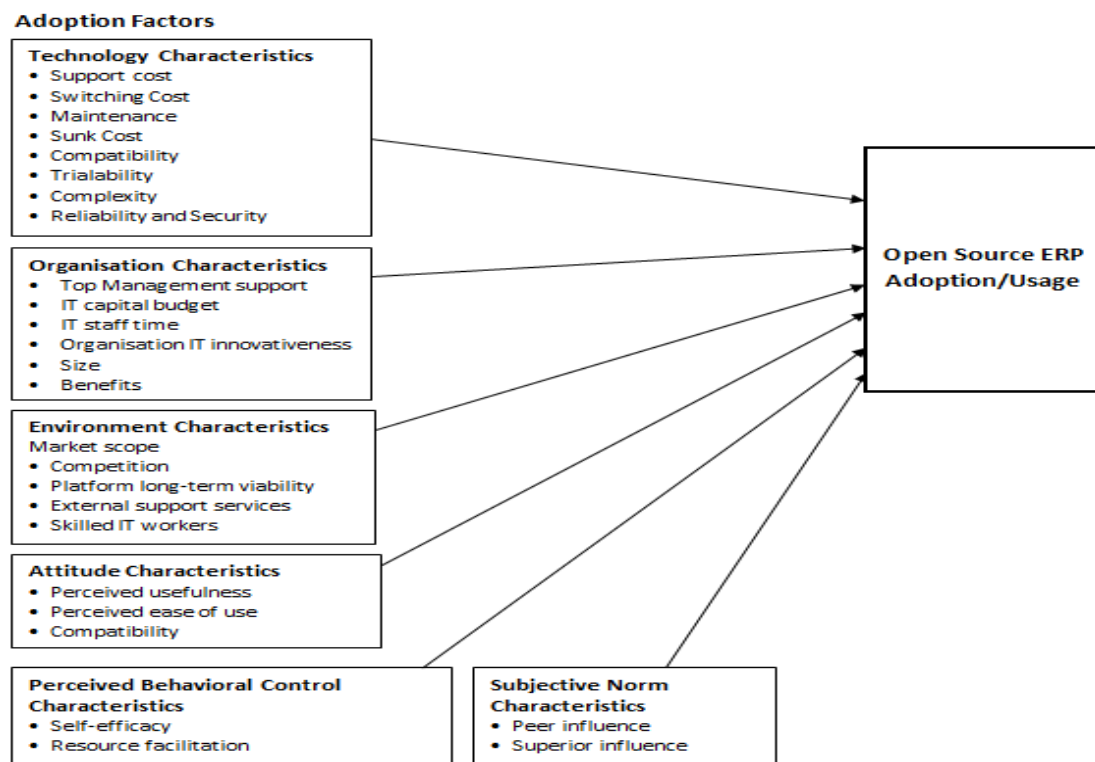 Adoption Factors
Technology Characteristics
• Support cost
• Switching Cost
• Maintenance
• Sunk Cost
• Compatibility
• Trialability
• Complexity
• Reliability and Security
Organisation Characteristics
• Top Management support
• IT capital budget
• IT staff time
• Organisation IT innovativeness
• Size
• Benefits
Environment Characteristics
Market scope
• Competition
• Platform long-term viability
• External support services
• Skilled IT workers
Attitude Characteristics
• Perceived usefulness
• Perceived ease of use
• Compatibility
Perceived Behavioral Control
Characteristics
• Self-efficacy
• Resource facilitation
Subjective Norm
Characteristics
• Peer influence
• Superior influence
Open Source ERP
Adoption/Usage